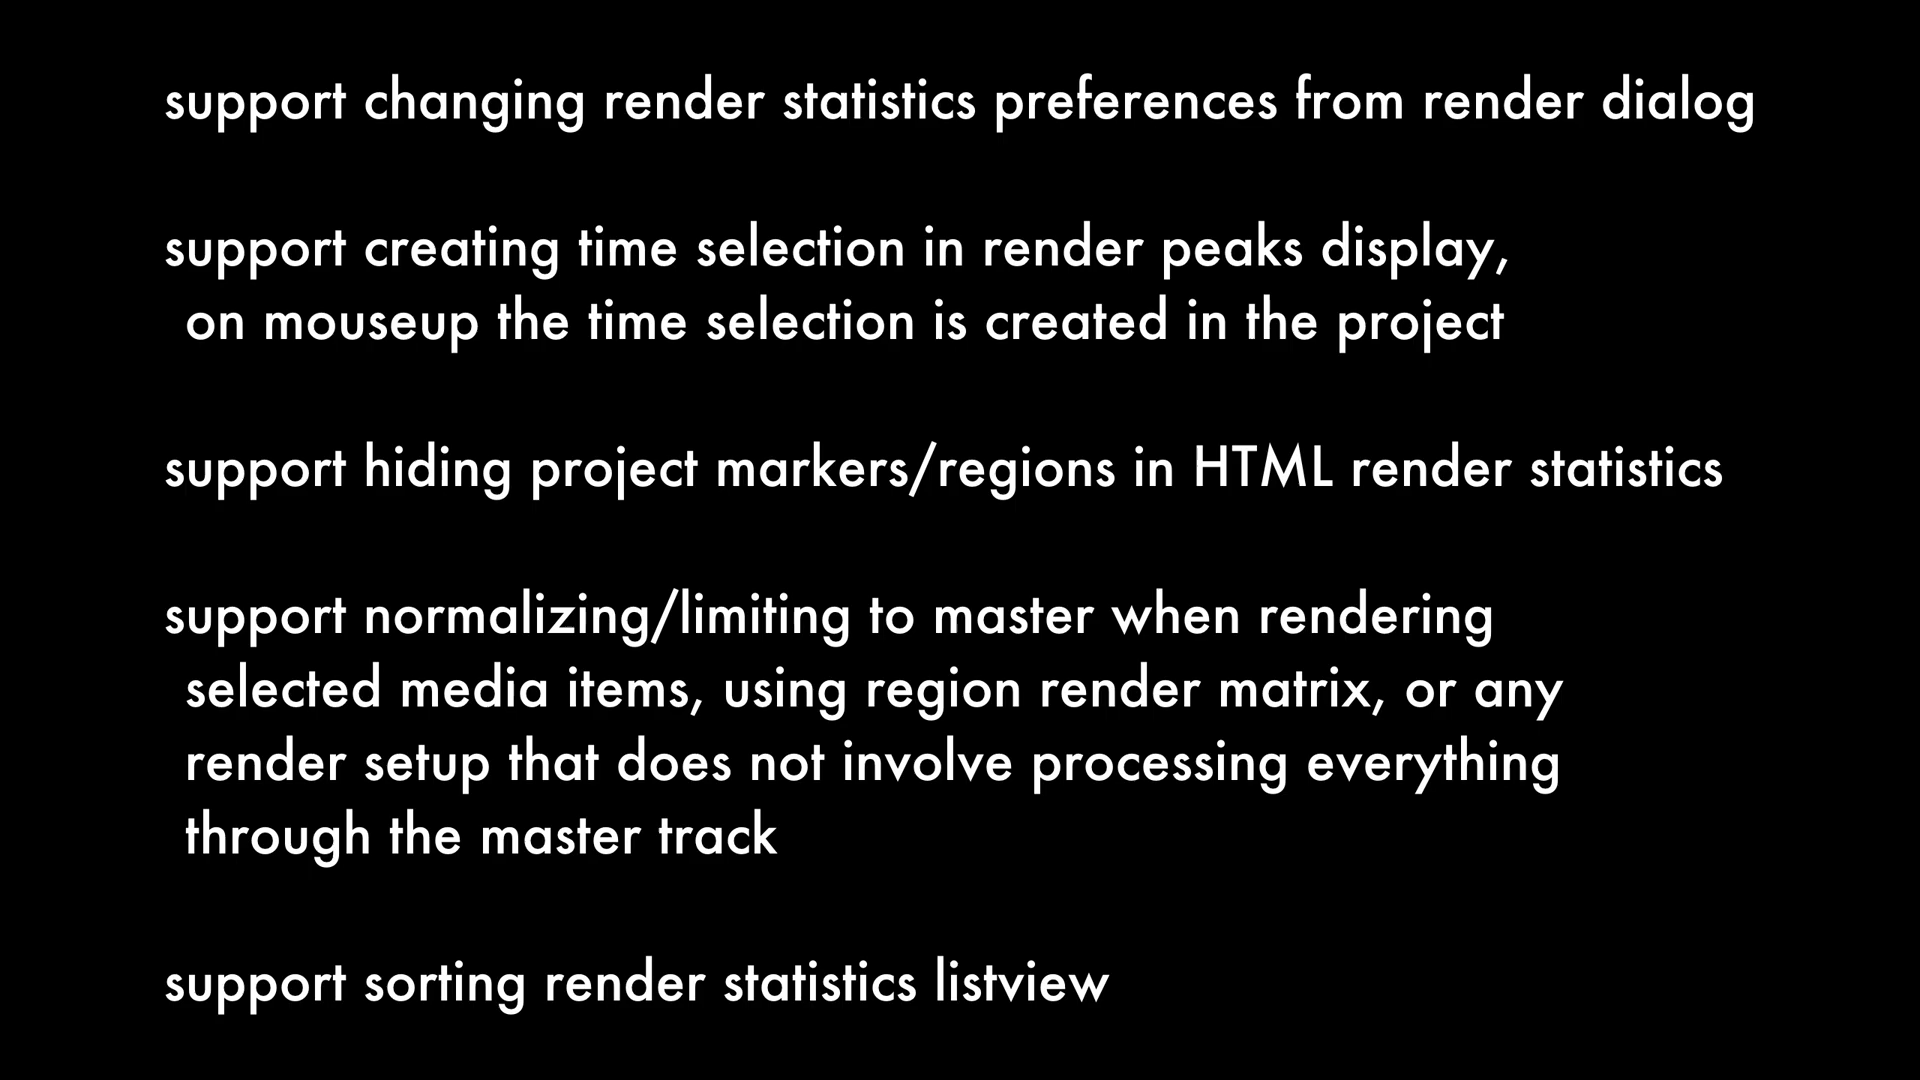 support changing render statistics preferences from render dialog
support creating time selection in render peaks display,
on mouseup the time selection is created in the project
support hiding project markers/regions in HTML render statistics
support normalizing/limiting to master when rendering
selected media items, using region render matrix, or any
render setup that does not involve processing everything
through the master track
support sorting render statistics listview